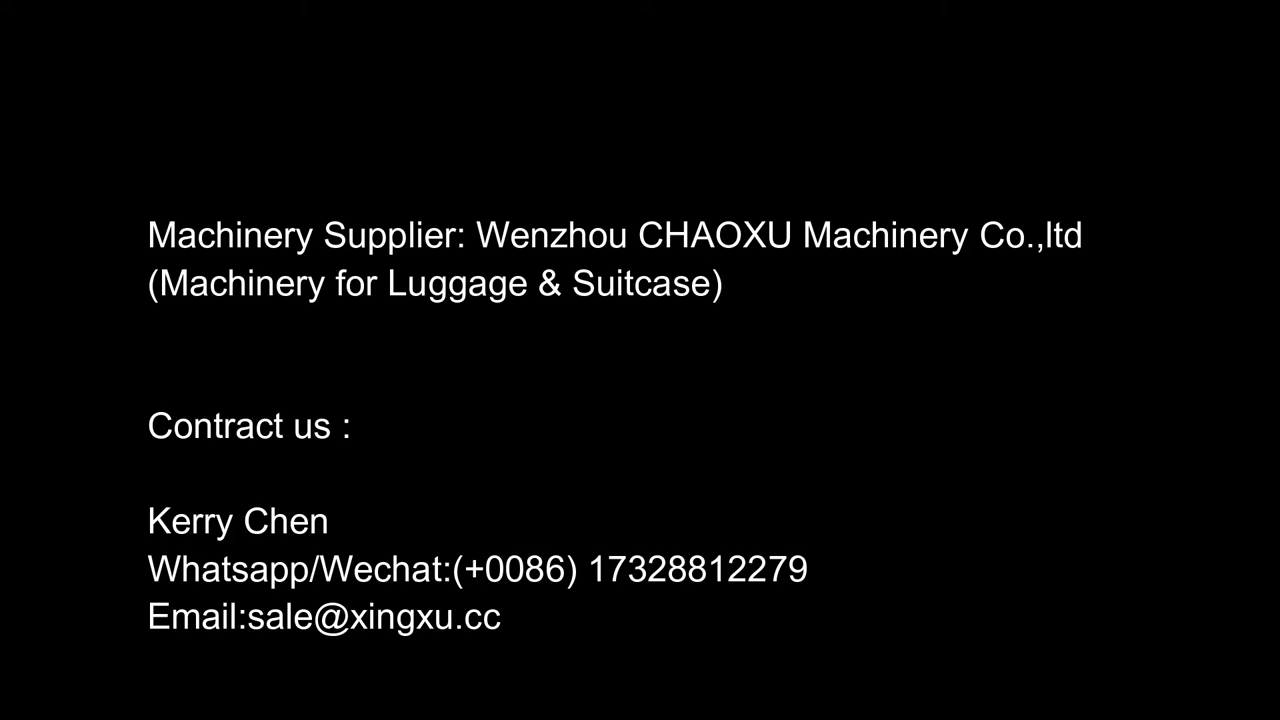 Machinery Supplier: Wenzhou CHAOXU Machinery Co.,ltd
(Machinery for Luggage & Suitcase)
Contract us :
Kerry Chen
Whatsapp/Wechat:(+0086) 17328812279
Email:sale@xingxu.cc